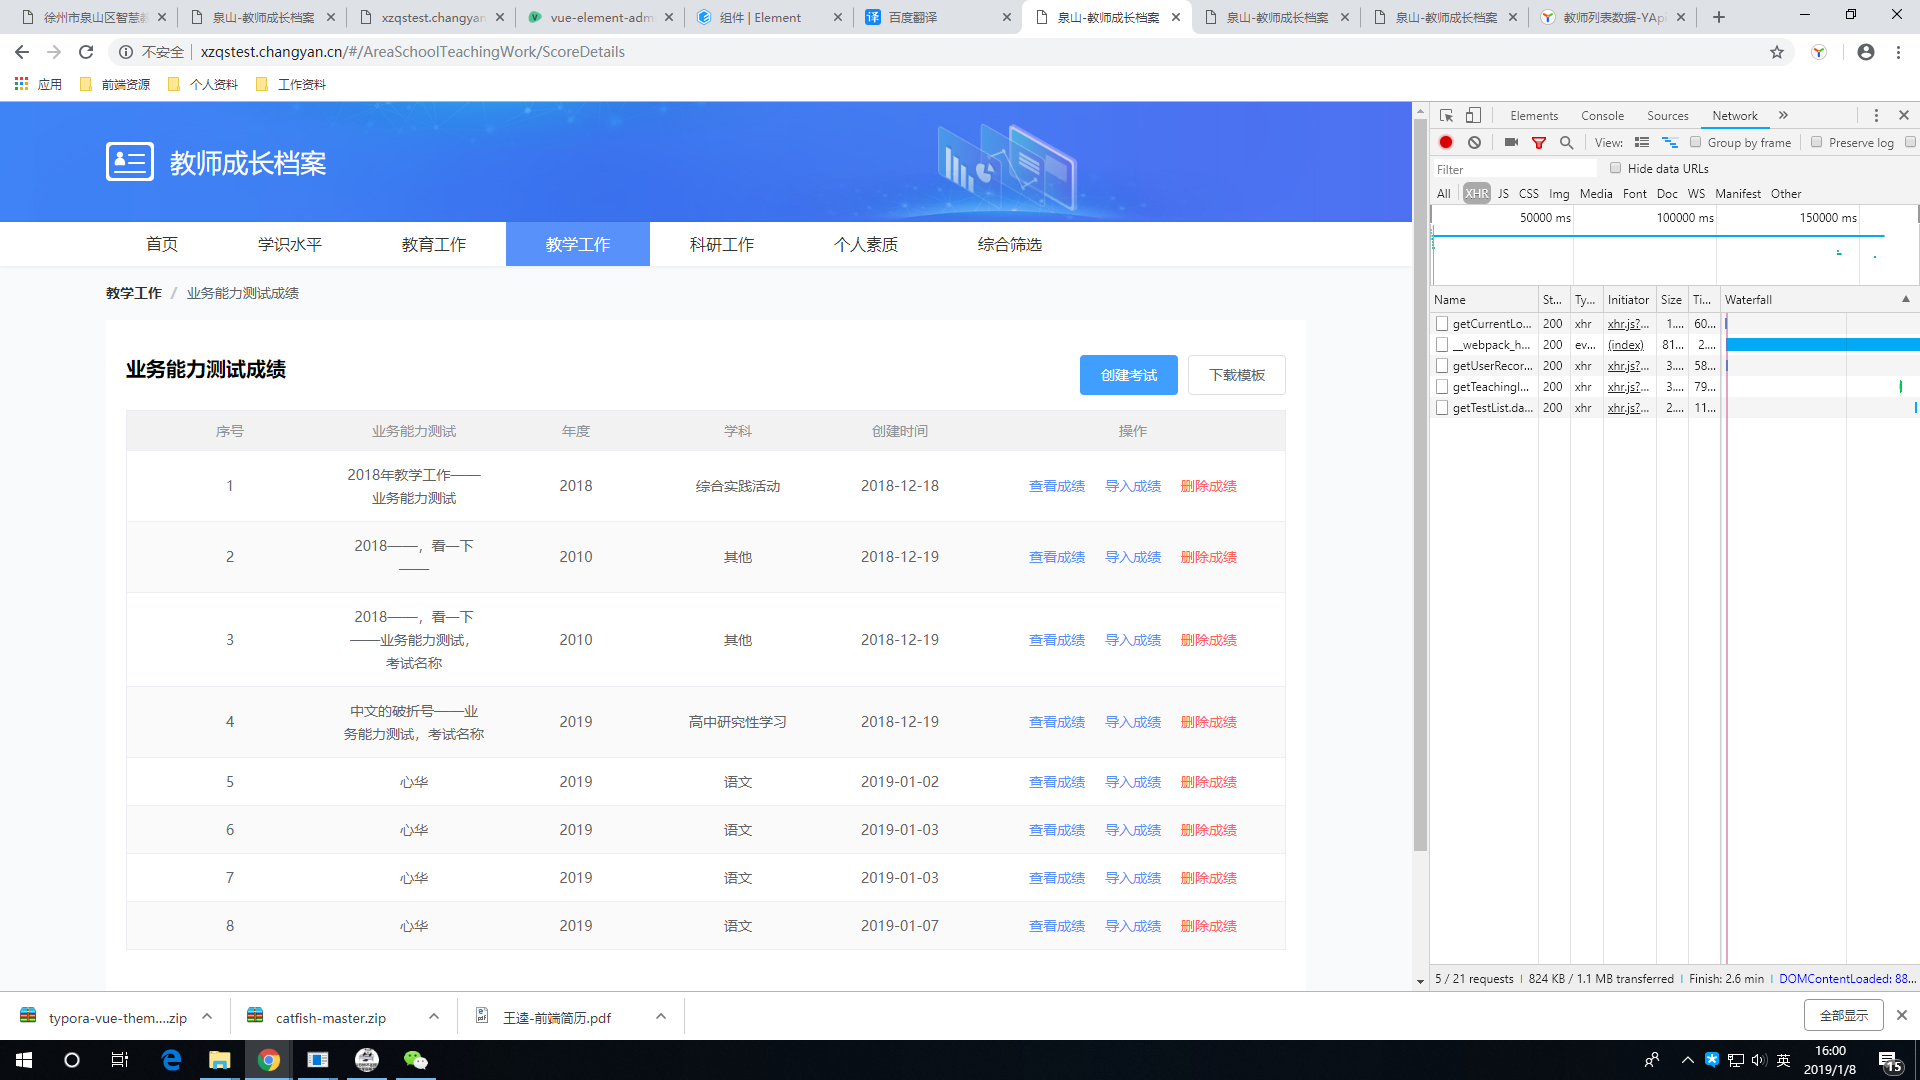 徐州市泉山区智慧教
泉山-教师成长档案
xzqstest.changyan
vue-element-adm
组件 | Element
百度翻译
泉山-教师成长档案
泉山-教师成长档案
泉山-教师成长档案
教师列表数据-YApi
不安全
xzqstest.changyan.cn/#/AreaSchoolTeachingWork/ScoreDetails
应用
前端资源
个人资料
工作资料
教师成长档案
首页
学识水平
教育工作
教学工作
科研工作
个人素质
综合筛选
教学工作 / 业务能力测试成绩
业务能力测试成绩
创建考试
下载模板
序号 业务能力测试 年度 学科 创建时间 操作
1 2018年教学工作——业务能力测试 2018 综合实践活动 2018-12-18 查看成绩 导入成绩 删除成绩
2 2018——，看一下—— 2010 其他 2018-12-19 查看成绩 导入成绩 删除成绩
3 2018——，看一下——业务能力测试，考试名称 2010 其他 2018-12-19 查看成绩 导入成绩 删除成绩
4 中文的破折号——业务能力测试，考试名称 2019 高中研究性学习 2018-12-19 查看成绩 导入成绩 删除成绩
5 心华 2019 语文 2019-01-02 查看成绩 导入成绩 删除成绩
6 心华 2019 语文 2019-01-03 查看成绩 导入成绩 删除成绩
7 心华 2019 语文 2019-01-03 查看成绩 导入成绩 删除成绩
8 心华 2019 语文 2019-01-07 查看成绩 导入成绩 删除成绩
Elements Console Sources Network
View: Group by frame Preserve log
Filter Hide data URLs
All XHR JS CSS Img Media Font Doc WS Manifest Other
50000 ms 100000 ms 150000 ms
Name St... Ty... Initiator Size Ti... Waterfall
getCurrentLo... 200 xhr xhr.js?... 1.... 60...
__webpack_h... 200 ev... (index) 81... 2....
getUserRecor... 200 xhr xhr.js?... 3.... 58...
getTeachingI... 200 xhr xhr.js?... 3.... 79...
getTestList.da... 200 xhr xhr.js?... 2.... 11...
5 / 21 requests | 824 KB / 1.1 MB transferred | Finish: 2.6 min | DOMContentLoaded: 88...
typora-vue-them....zip
catfish-master.zip
王逵-前端简历.pdf
全部显示
英
16:00
2019/1/8
15